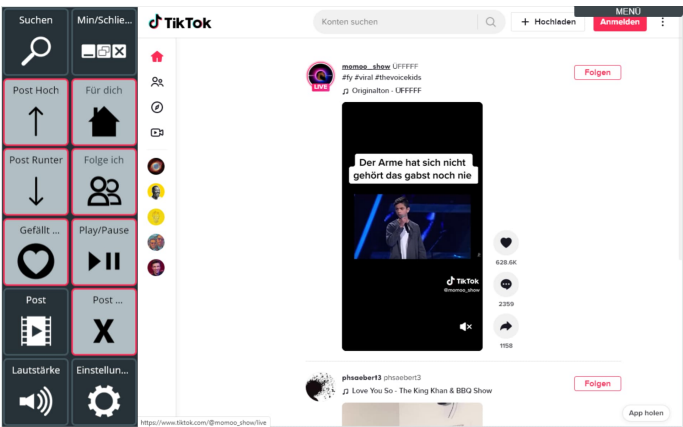 Suchen
Min/Schlie...
Post Hoch
Für dich
Post Runter
Folge ich
Gefällt ...
Play/Pause
Post
Post ...
X
Lautstärke
Einstellun...
TikTok
Konten suchen
+ Hochladen
MENÜ
Anmelden
LIVE
momoo_show ÜFFFFF
#fy #viral #thevoicekids
Originalton - ÜFFFFF
Folgen
Der Arme hat sich nicht
gehört das gabst noch nie
TikTok
@momoo_show
628.6K
2359
1158
phsaebert3 phsaebert3
Love You So - The King Khan & BBQ Show
Folgen
App holen
https://www.tiktok.com/@momoo_show/live